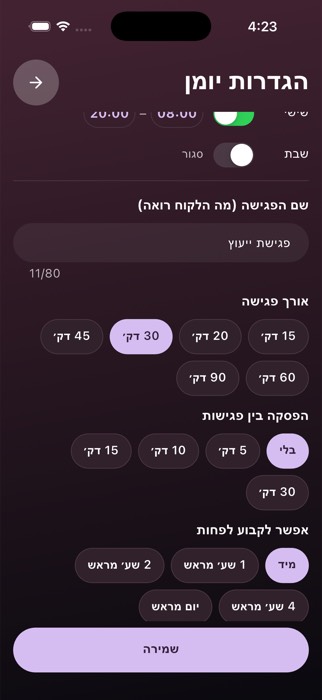 4:23
הגדרות יומן
שישי 08:00 – 20:00
שבת סגור
שם הפגישה (מה הלקוח רואה)
פגישת ייעוץ
11/80
אורך פגישה
15 דק׳ 20 דק׳ 30 דק׳ 45 דק׳
60 דק׳ 90 דק׳
הפסקה בין פגישות
בלי 5 דק׳ 10 דק׳ 15 דק׳
30 דק׳
אפשר לקבוע לפחות
מיד 1 שע׳ מראש 2 שע׳ מראש
4 שע׳ מראש יום מראש
שמירה